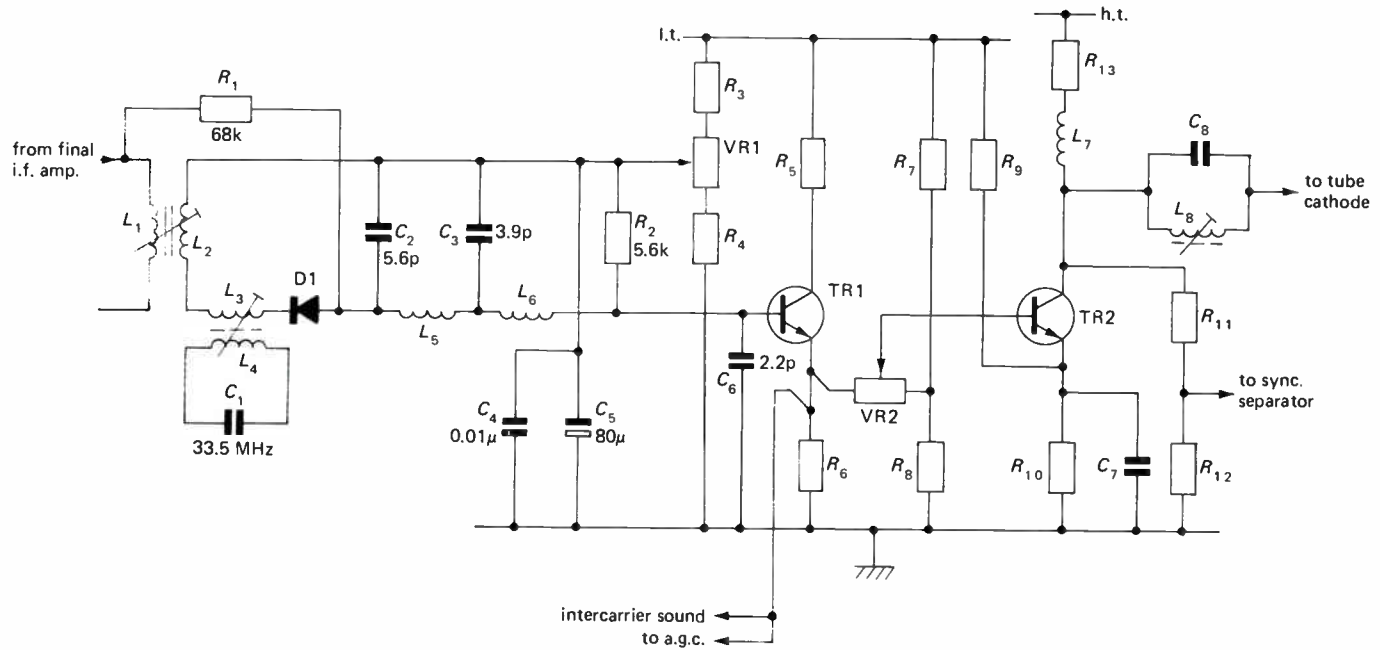 h.t.
l.t.
R13
R1
68k
R3
L7
C8
from final
i.f. amp.
VR1
R5
R7
R9
to tube
cathode
L1
L2
C2
5.6p
C3
3.9p
R2
5.6k
R4
L8
L3
D1
L6
TR1
TR2
R11
L5
L4
C1
33.5 MHz
2.2p
C6
VR2
to sync.
separator
C4
0.01μ
C5
80μ
R6
R8
R10
C7
R12
intercarrier sound
to a.g.c.